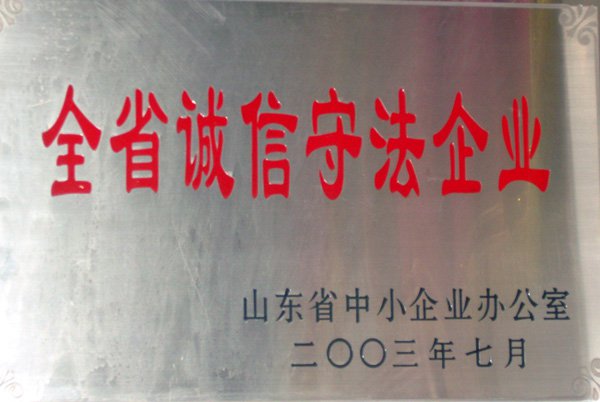 全省诚信守法企业
山东省中小企业办公室
二〇〇三年七月